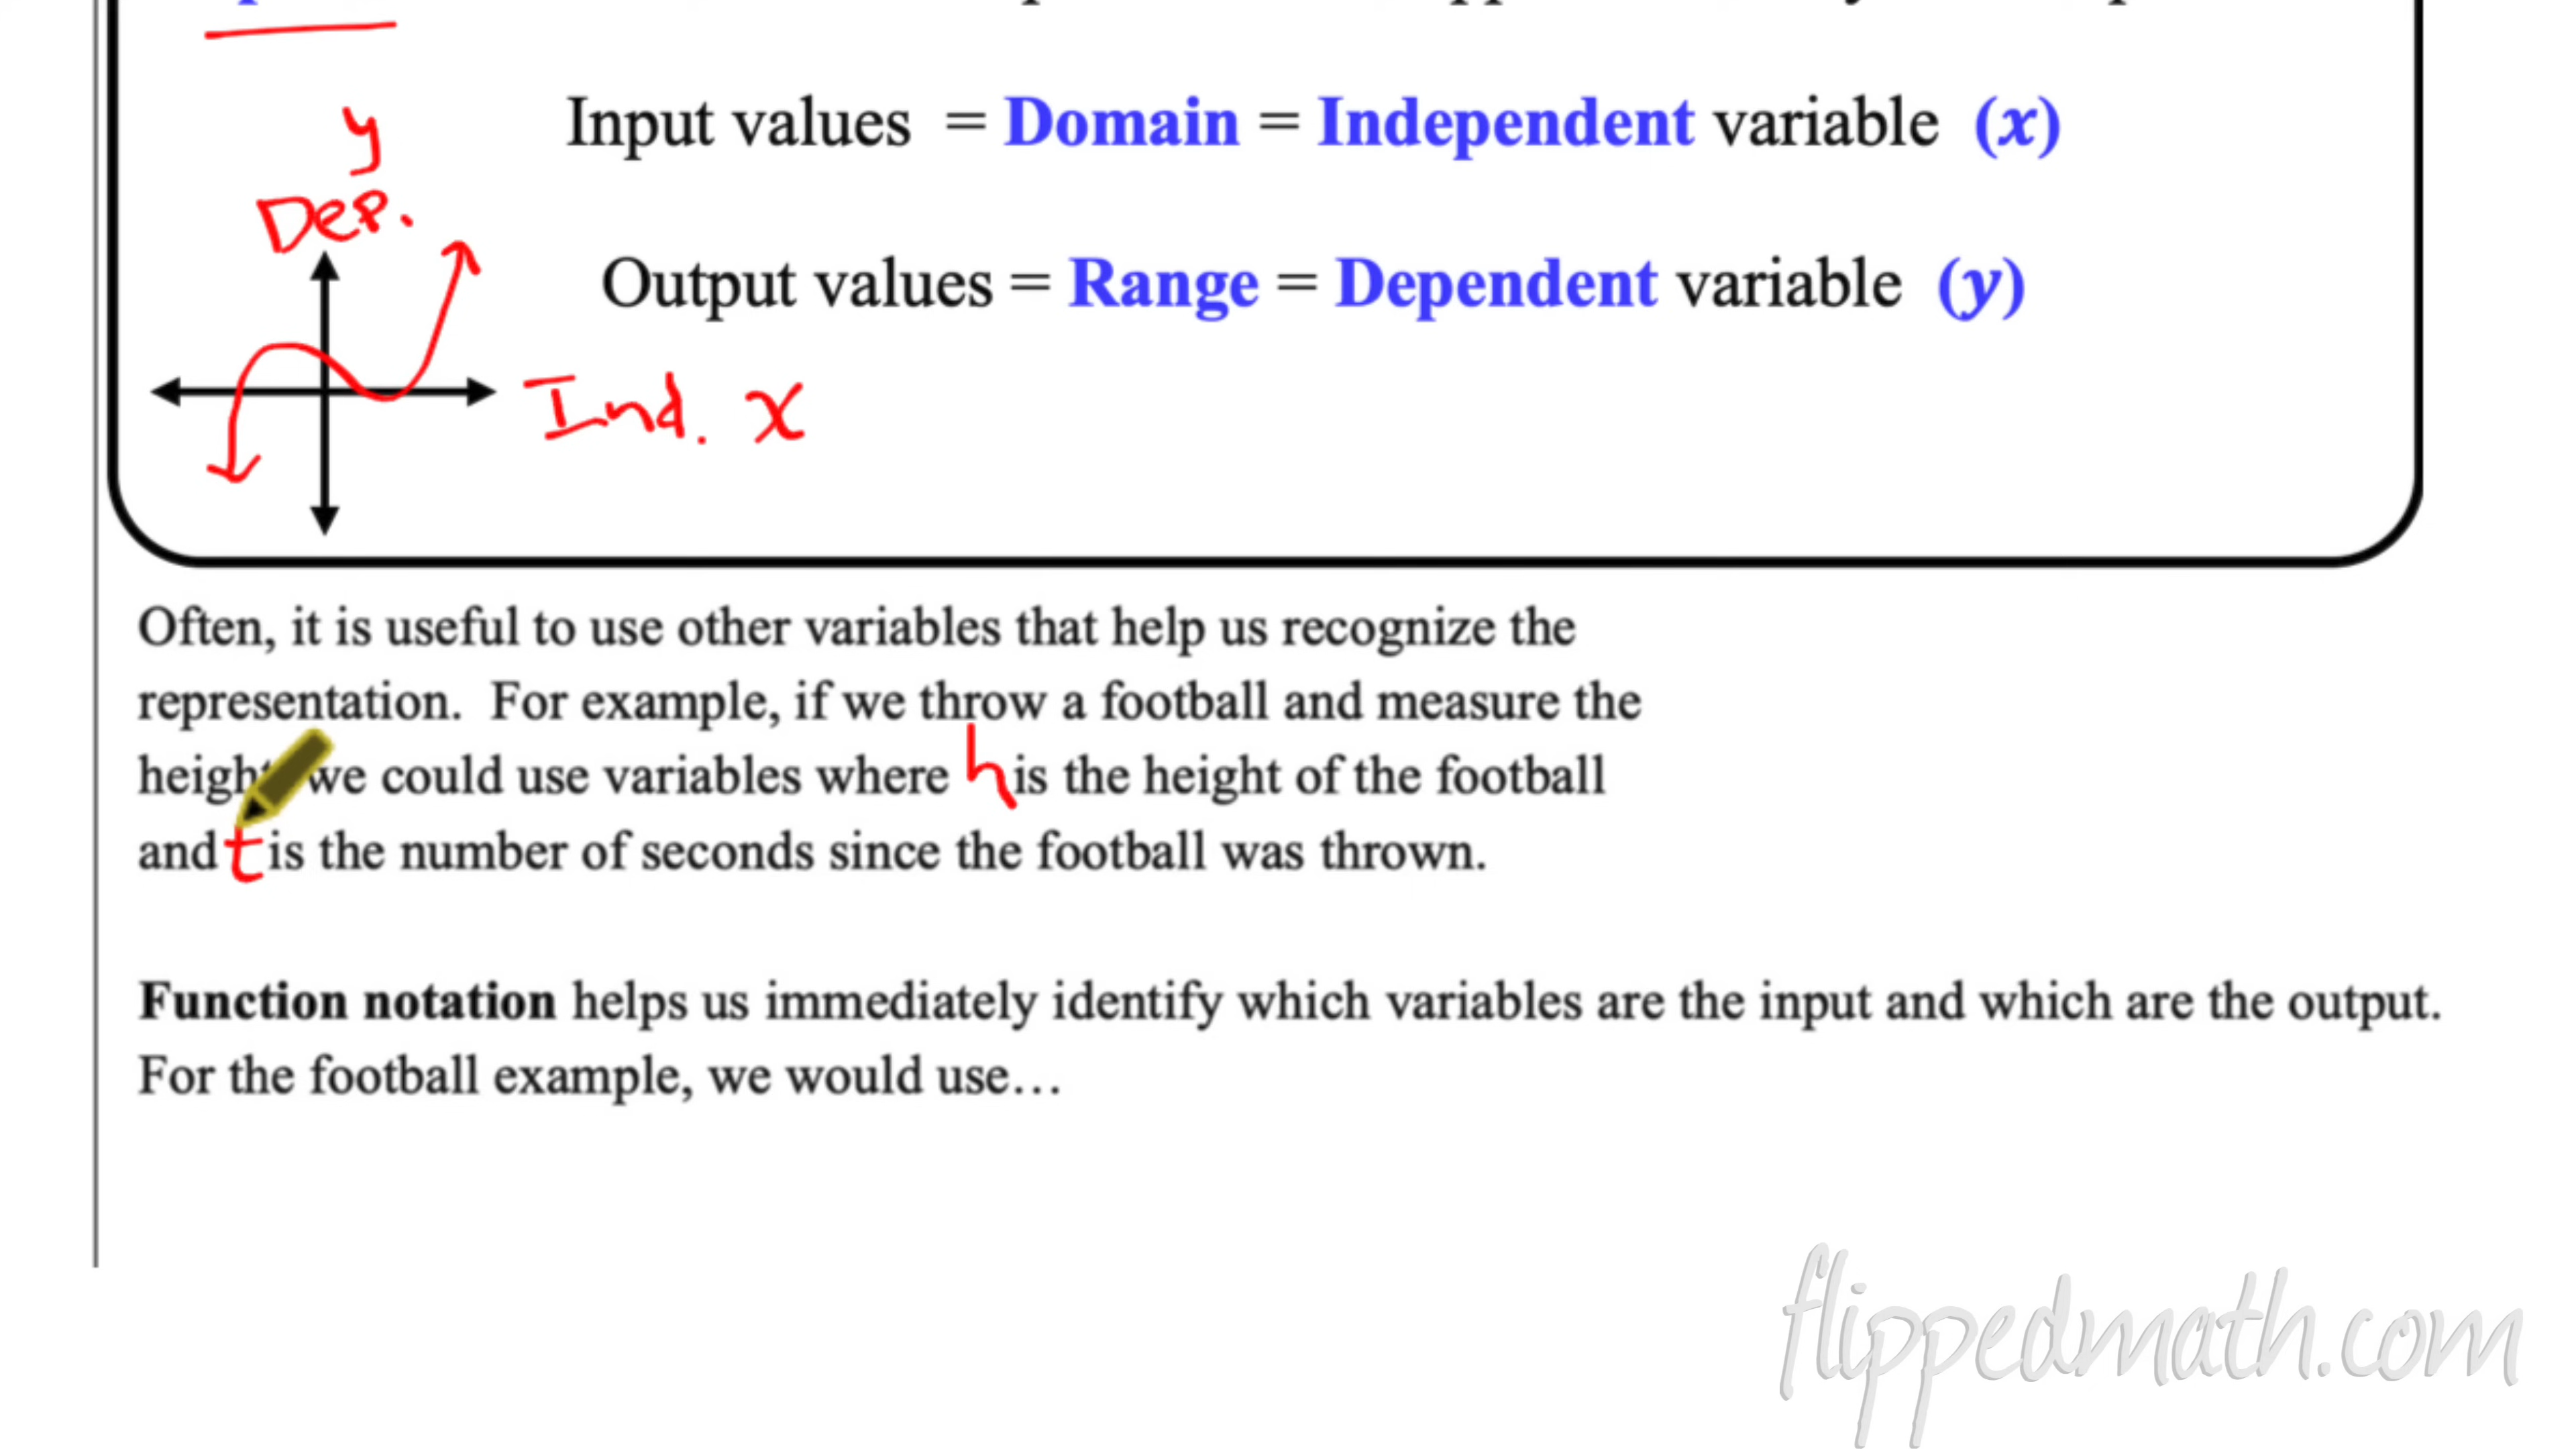 Input values = Domain = Independent variable (x)
y
Dep.
Output values = Range = Dependent variable (y)
Ind. x
Often, it is useful to use other variables that help us recognize the
representation. For example, if we throw a football and measure the
height we could use variables where h is the height of the football
and t is the number of seconds since the football was thrown.
Function notation helps us immediately identify which variables are the input and which are the output.
For the football example, we would use…
flippedmath.com